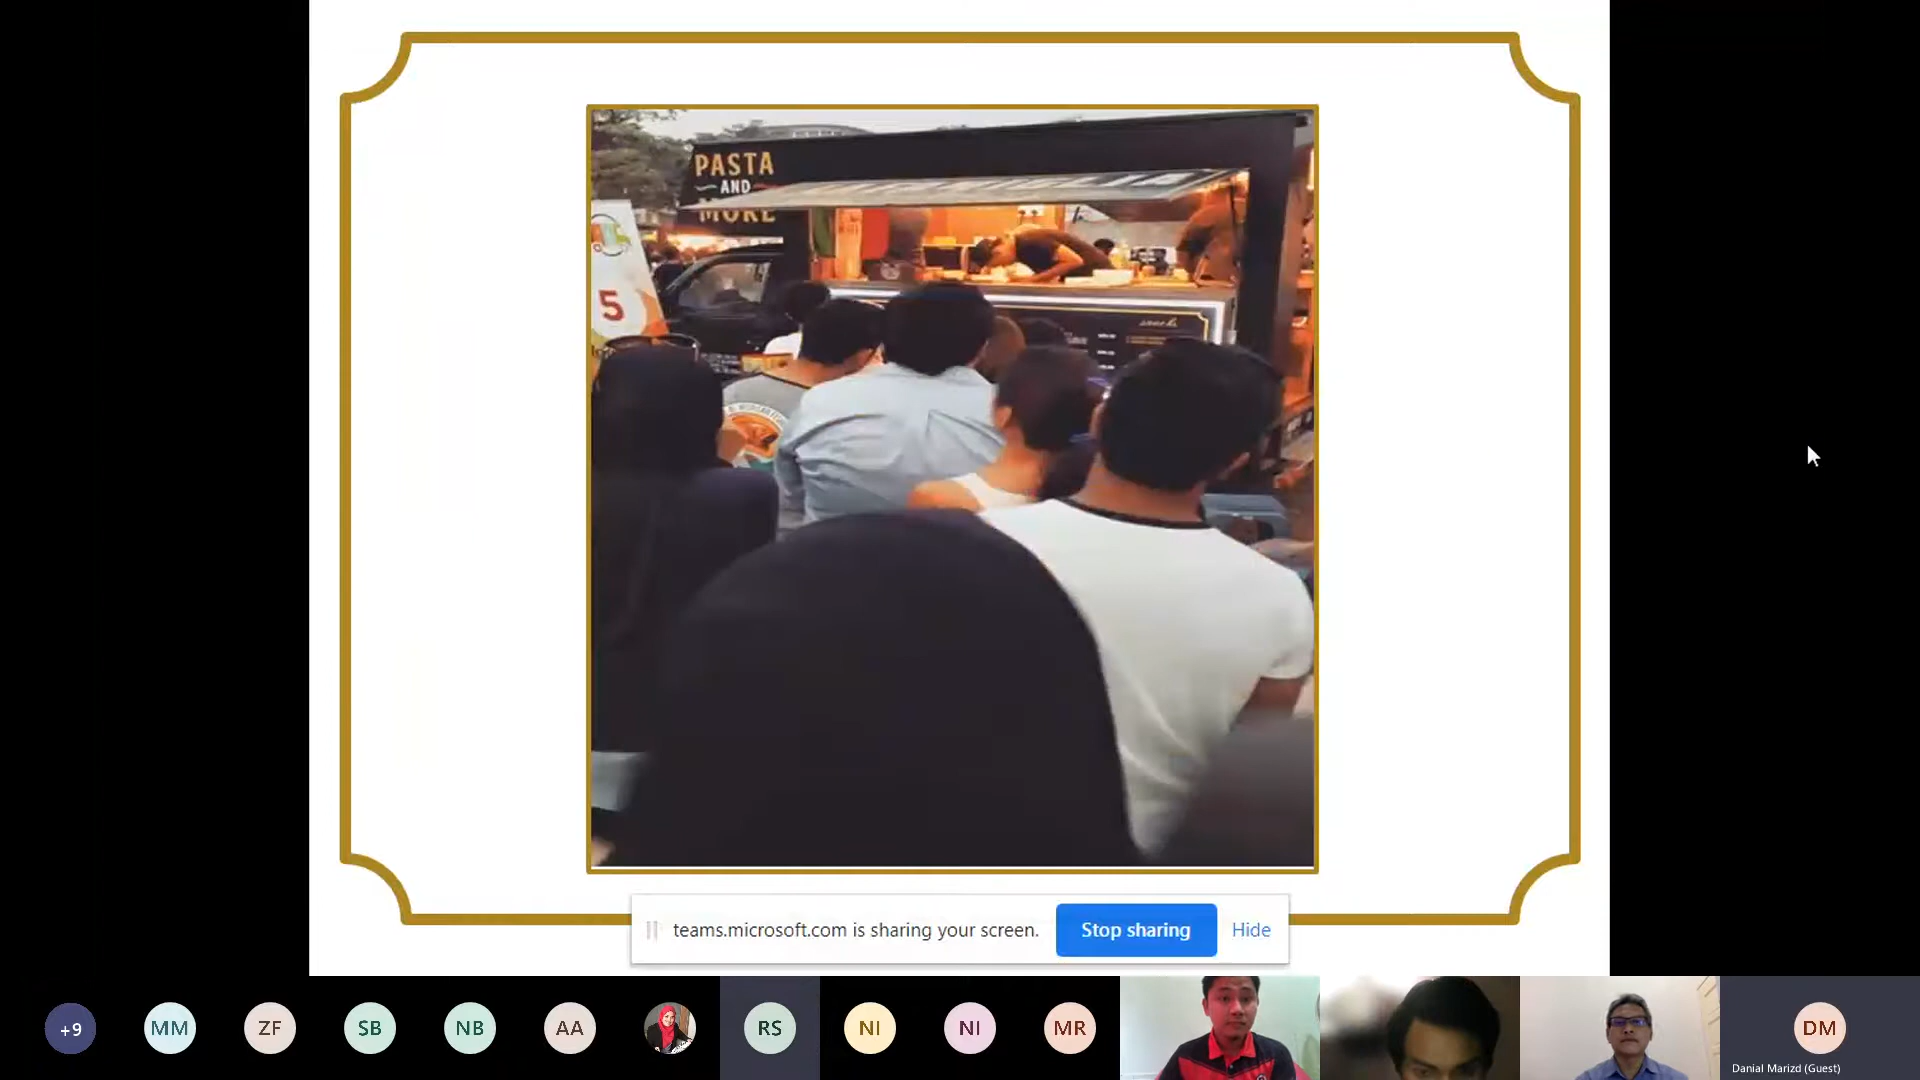 PASTA
AND
MORE
5
teams.microsoft.com is sharing your screen.
Stop sharing
Hide
+9
MM
ZF
SB
NB
AA
RS
NI
NI
MR
DM
Danial Marizd (Guest)